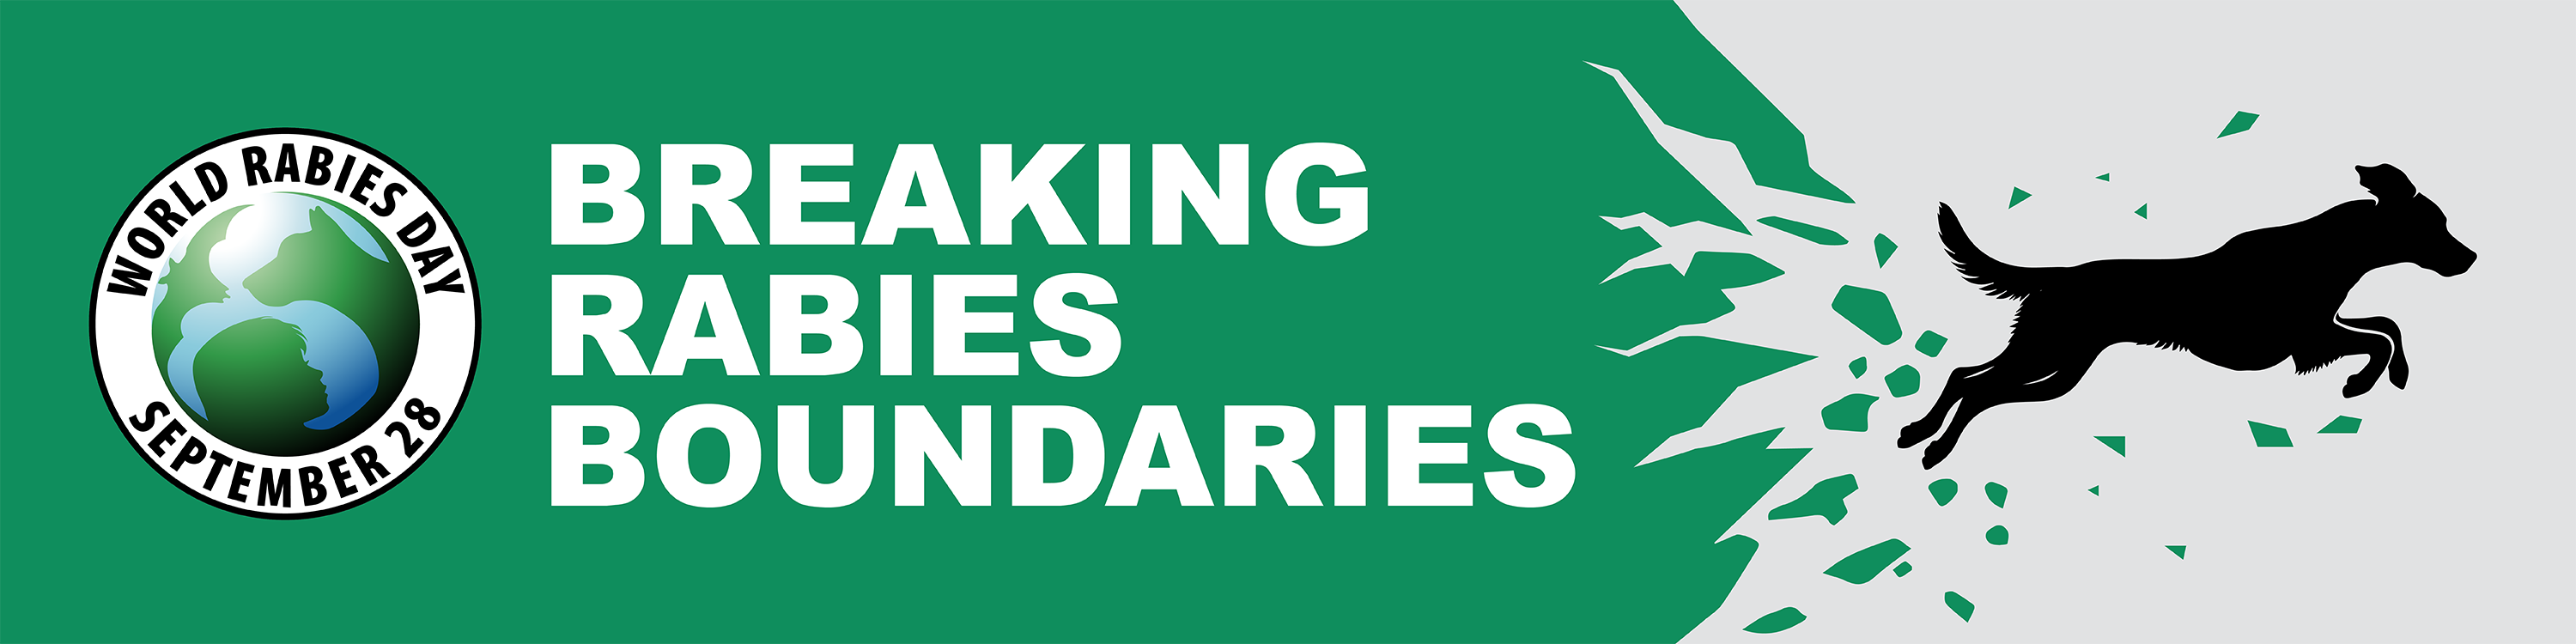 WORLD RABIES DAY
SEPTEMBER 28
BREAKING
RABIES
BOUNDARIES